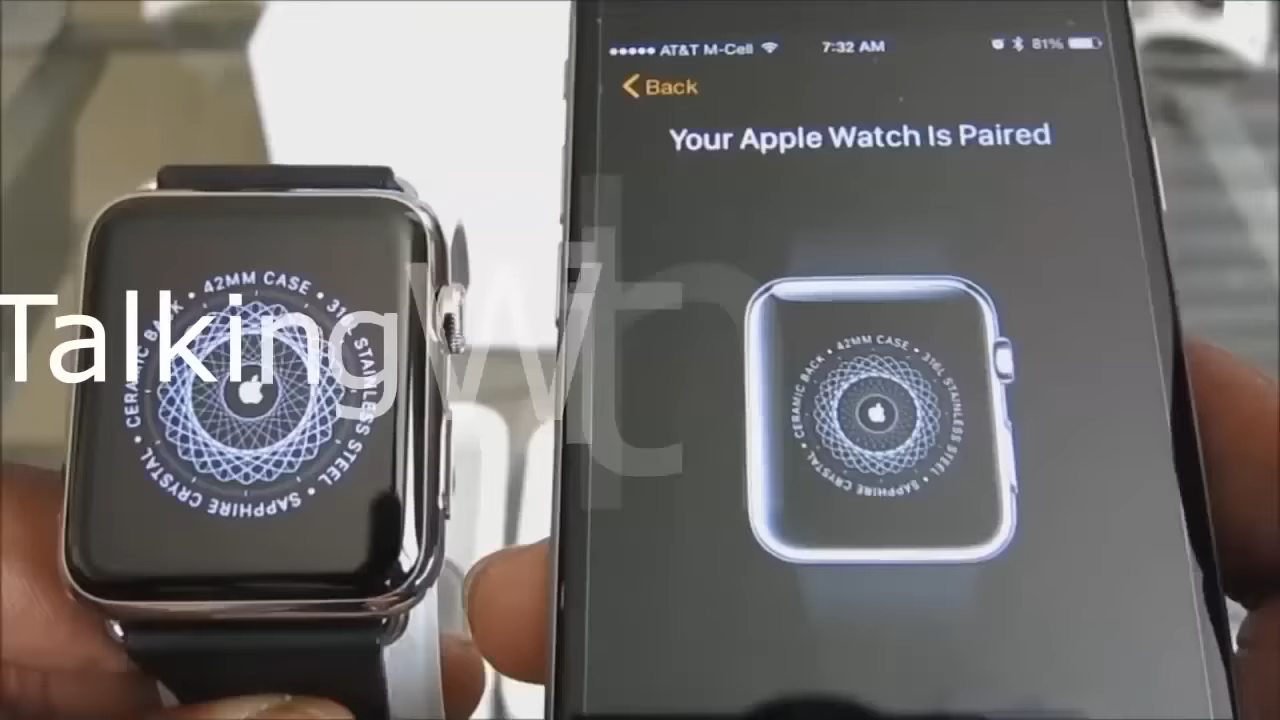 ●●●●● AT&T M-Cell 7:32 AM 81%
Back
Your Apple Watch Is Paired
• 42MM CASE • 316L STAINLESS STEEL • SAPPHIRE CRYSTAL • CERAMIC BACK
• 42MM CASE • 316L STAINLESS STEEL • SAPPHIRE CRYSTAL • CERAMIC BACK
Talking